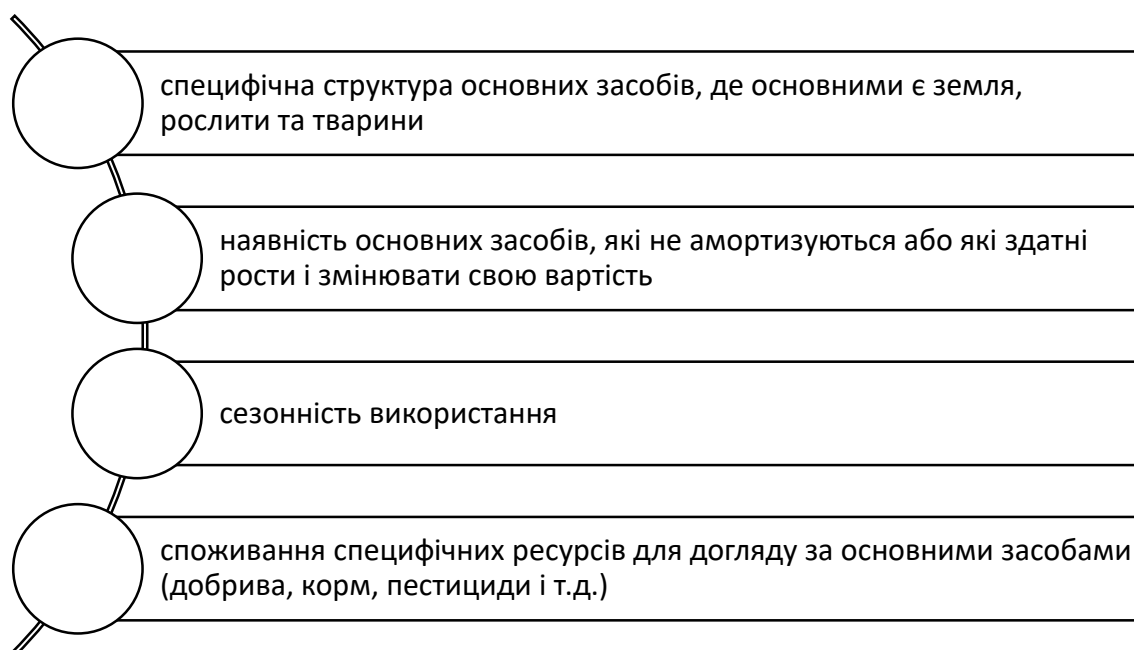 специфічна структура основних засобів, де основними є земля,
рослити та тварини
наявність основних засобів, які не амортизуються або які здатні
рости і змінювати свою вартість
сезонність використання
споживання специфічних ресурсів для догляду за основними засобами
(добрива, корм, пестициди і т.д.)